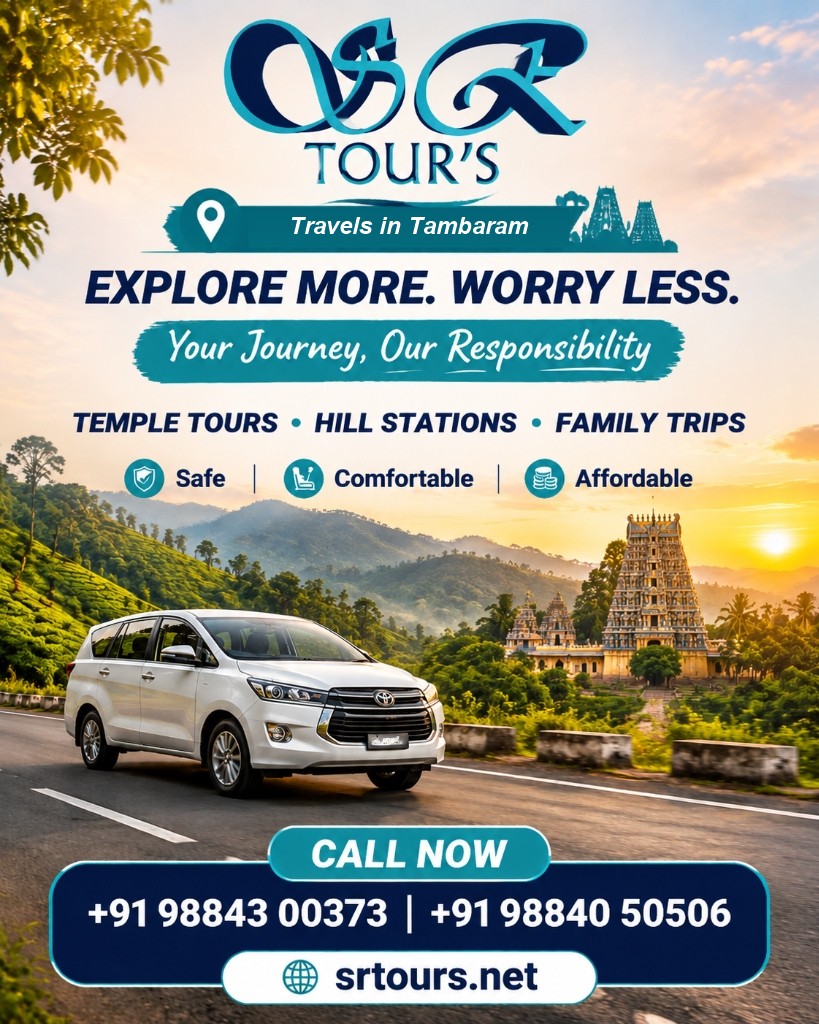 SR
TOUR'S
Travels in Tambaram
EXPLORE MORE. WORRY LESS.
Your Journey, Our Responsibility
TEMPLE TOURS • HILL STATIONS • FAMILY TRIPS
Safe | Comfortable | Affordable
CALL NOW
+91 98843 00373 | +91 98840 50506
srtours.net